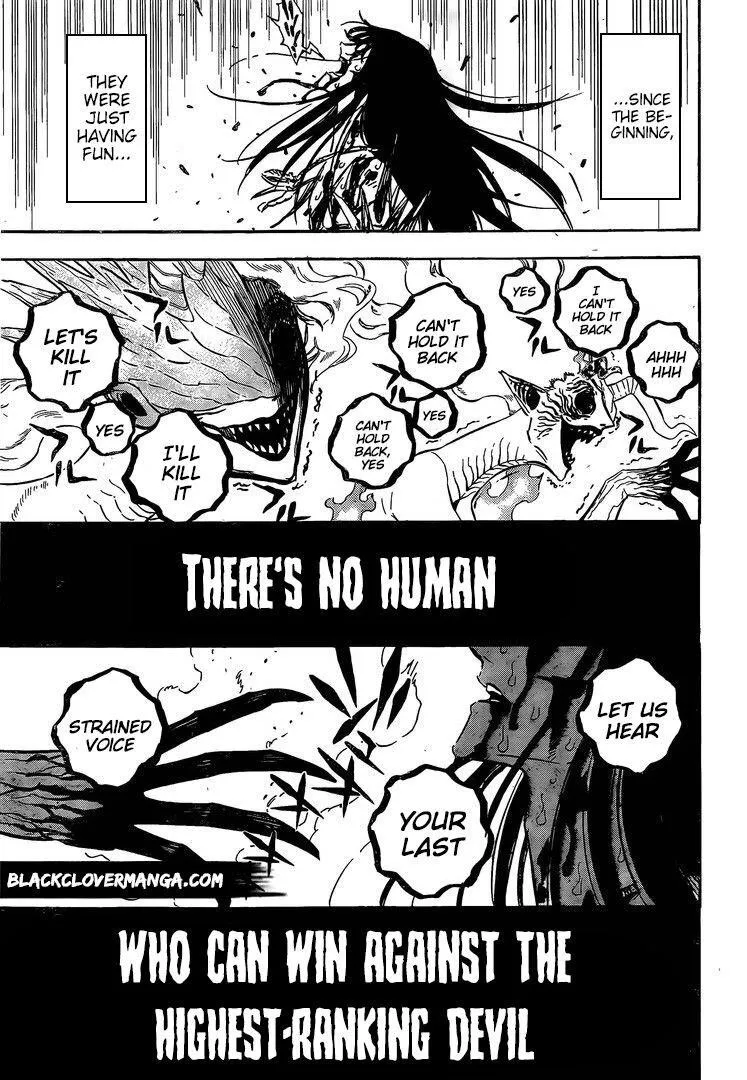 ...SINCE
THE BE-
GINNING,
THEY
WERE
JUST
HAVING
FUN...
AHHH
HHH
I
CAN'T
HOLD IT
BACK
YES
CAN'T
HOLD IT
BACK
YES
CAN'T
HOLD
BACK,
YES
LET'S
KILL
IT
YES
I'LL
KILL
IT
THERE'S NO HUMAN
LET US
HEAR
YOUR
LAST
STRAINED
VOICE
BLACKCLOVERMANGA.COM
WHO CAN WIN AGAINST THE
HIGHEST-RANKING DEVIL